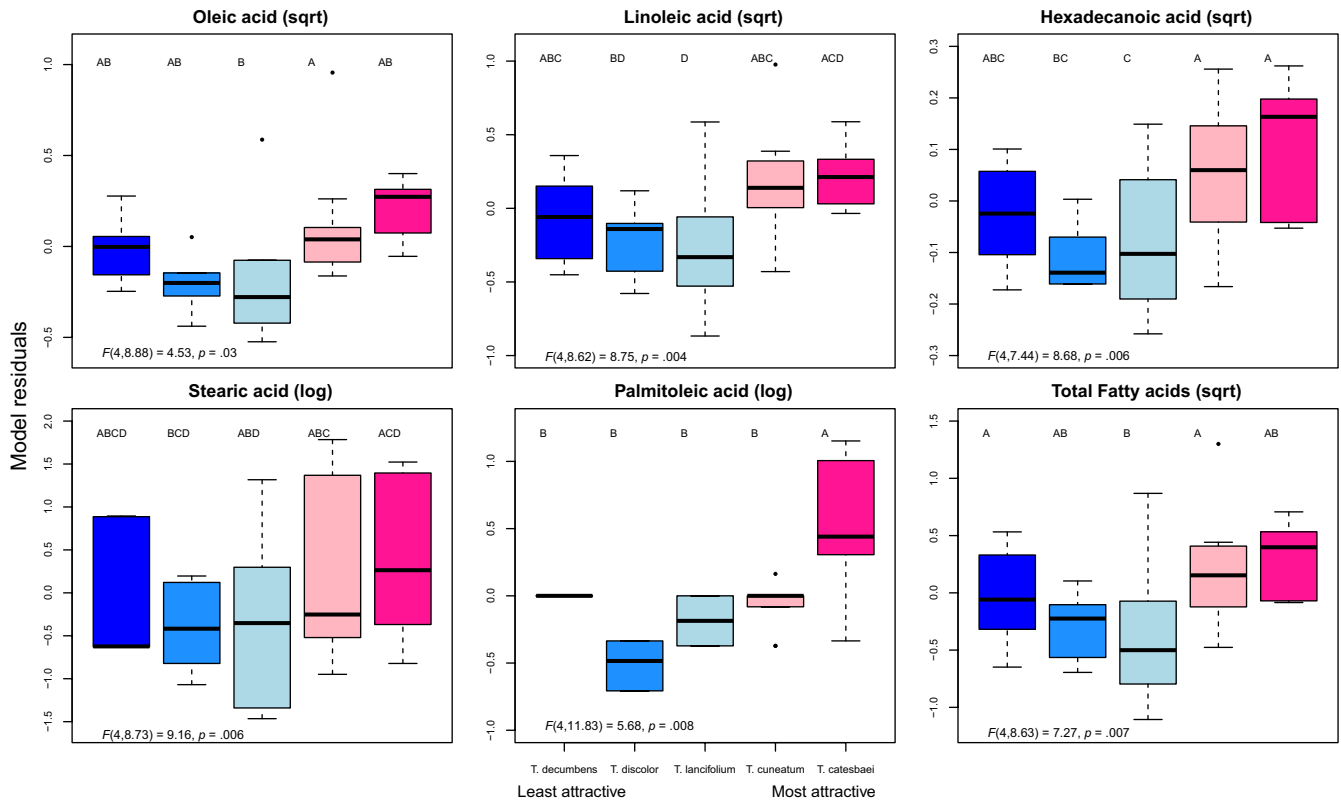 Oleic acid (sqrt)
Linoleic acid (sqrt)
Hexadecanoic acid (sqrt)
Model residuals
1.0
0.5
0.0
−0.5
AB AB B A AB
F(4,8.88) = 4.53, p = .03
1.0
0.5
0.0
−0.5
−1.0
ABC BD D ABC ACD
F(4,8.62) = 8.75, p = .004
0.3
0.2
0.1
0.0
−0.1
−0.2
−0.3
ABC BC C A A
F(4,7.44) = 8.68, p = .006
Stearic acid (log)
Palmitoleic acid (log)
Total Fatty acids (sqrt)
2.0
1.5
1.0
0.5
0.0
−0.5
−1.0
−1.5
ABCD BCD ABD ABC ACD
F(4,8.73) = 9.16, p = .006
1.0
0.5
0.0
−0.5
−1.0
B B B B A
F(4,11.83) = 5.68, p = .008
1.5
1.0
0.5
0.0
−0.5
−1.0
A AB B A AB
F(4,8.63) = 7.27, p = .007
T. decumbens T. discolor T. lancifolium T. cuneatum T. catesbaei
Least attractive Most attractive